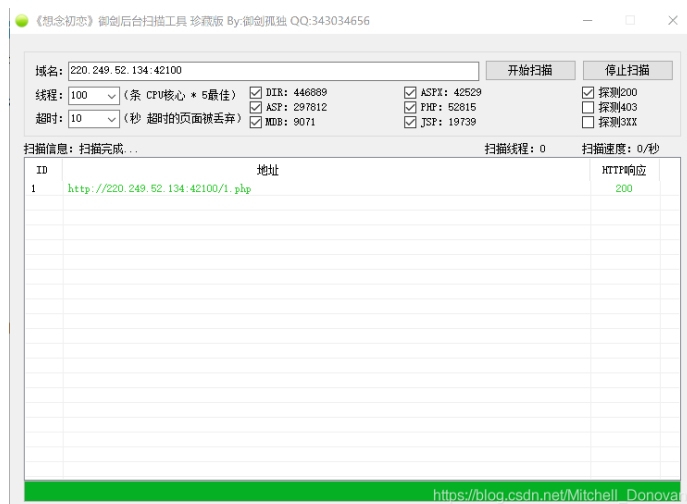 《想念初恋》御剑后台扫描工具 珍藏版 By:御剑孤独 QQ:343034656
域名: 220.249.52.134:42100 开始扫描 停止扫描
线程: 100 (条 CPU核心 * 5最佳) DIR: 446889 ASPX: 42529 探测200
ASP: 297812 PHP: 52815 探测403
超时: 10 (秒 超时的页面被丢弃) MDB: 9071 JSP: 19739 探测3XX
扫描信息: 扫描完成... 扫描线程: 0 扫描速度: 0/秒
ID 地址 HTTP响应
1 http://220.249.52.134:42100/1.php 200
https://blog.csdn.net/Mitchell_Donovan